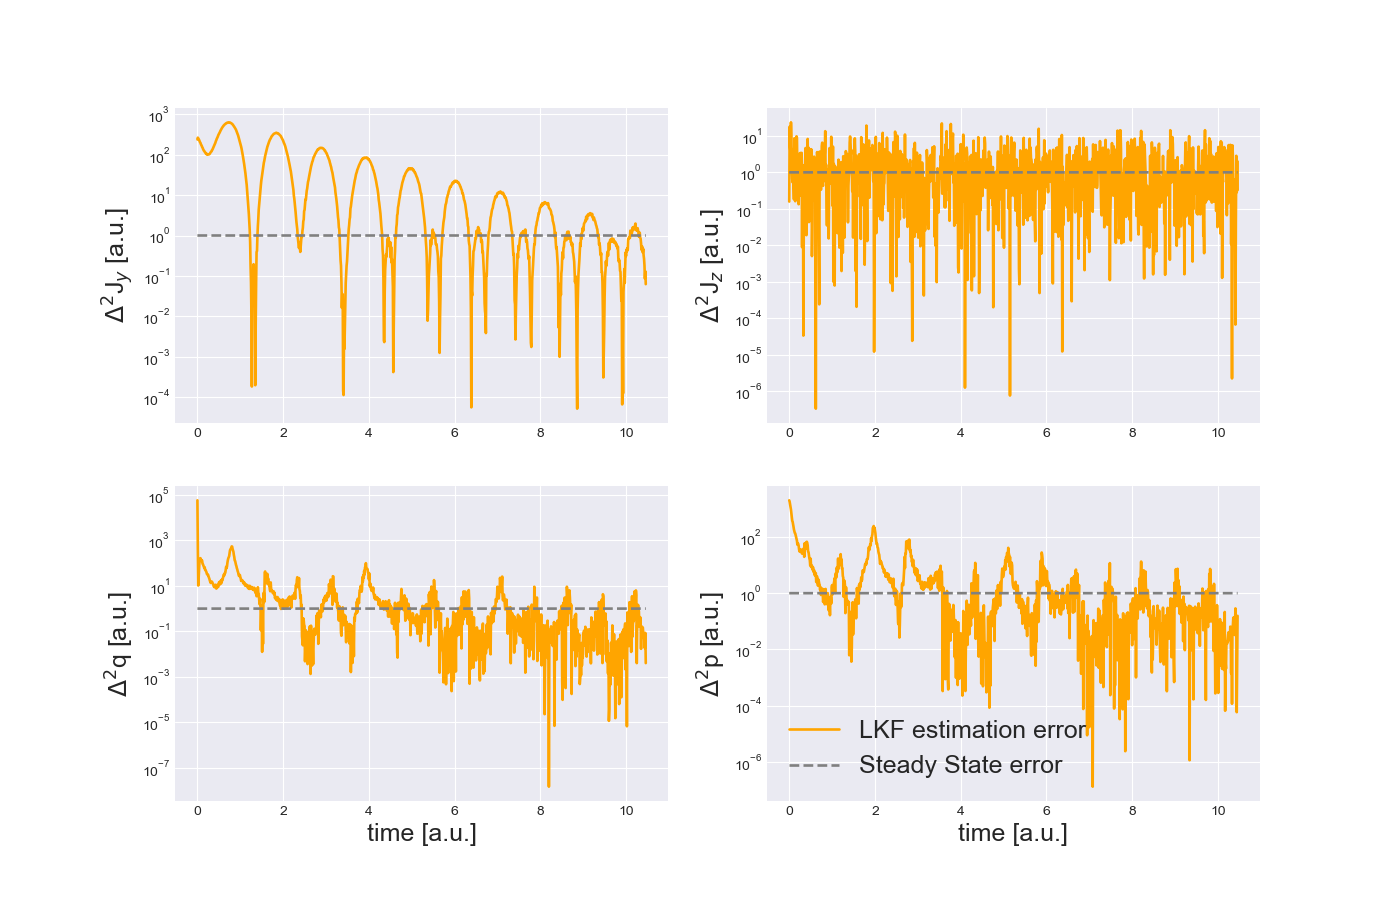 10³
10²
10¹
10⁰
10⁻¹
10⁻²
10⁻³
10⁻⁴
Δ² J_y [a.u.]
0 2 4 6 8 10
10¹
10⁰
10⁻¹
10⁻²
10⁻³
10⁻⁴
10⁻⁵
10⁻⁶
Δ² J_z [a.u.]
0 2 4 6 8 10
10⁵
10³
10¹
10⁻¹
10⁻³
10⁻⁵
10⁻⁷
Δ²q [a.u.]
0 2 4 6 8 10
time [a.u.]
10²
10⁰
10⁻²
10⁻⁴
10⁻⁶
Δ²p [a.u.]
LKF estimation error
Steady State error
0 2 4 6 8 10
time [a.u.]